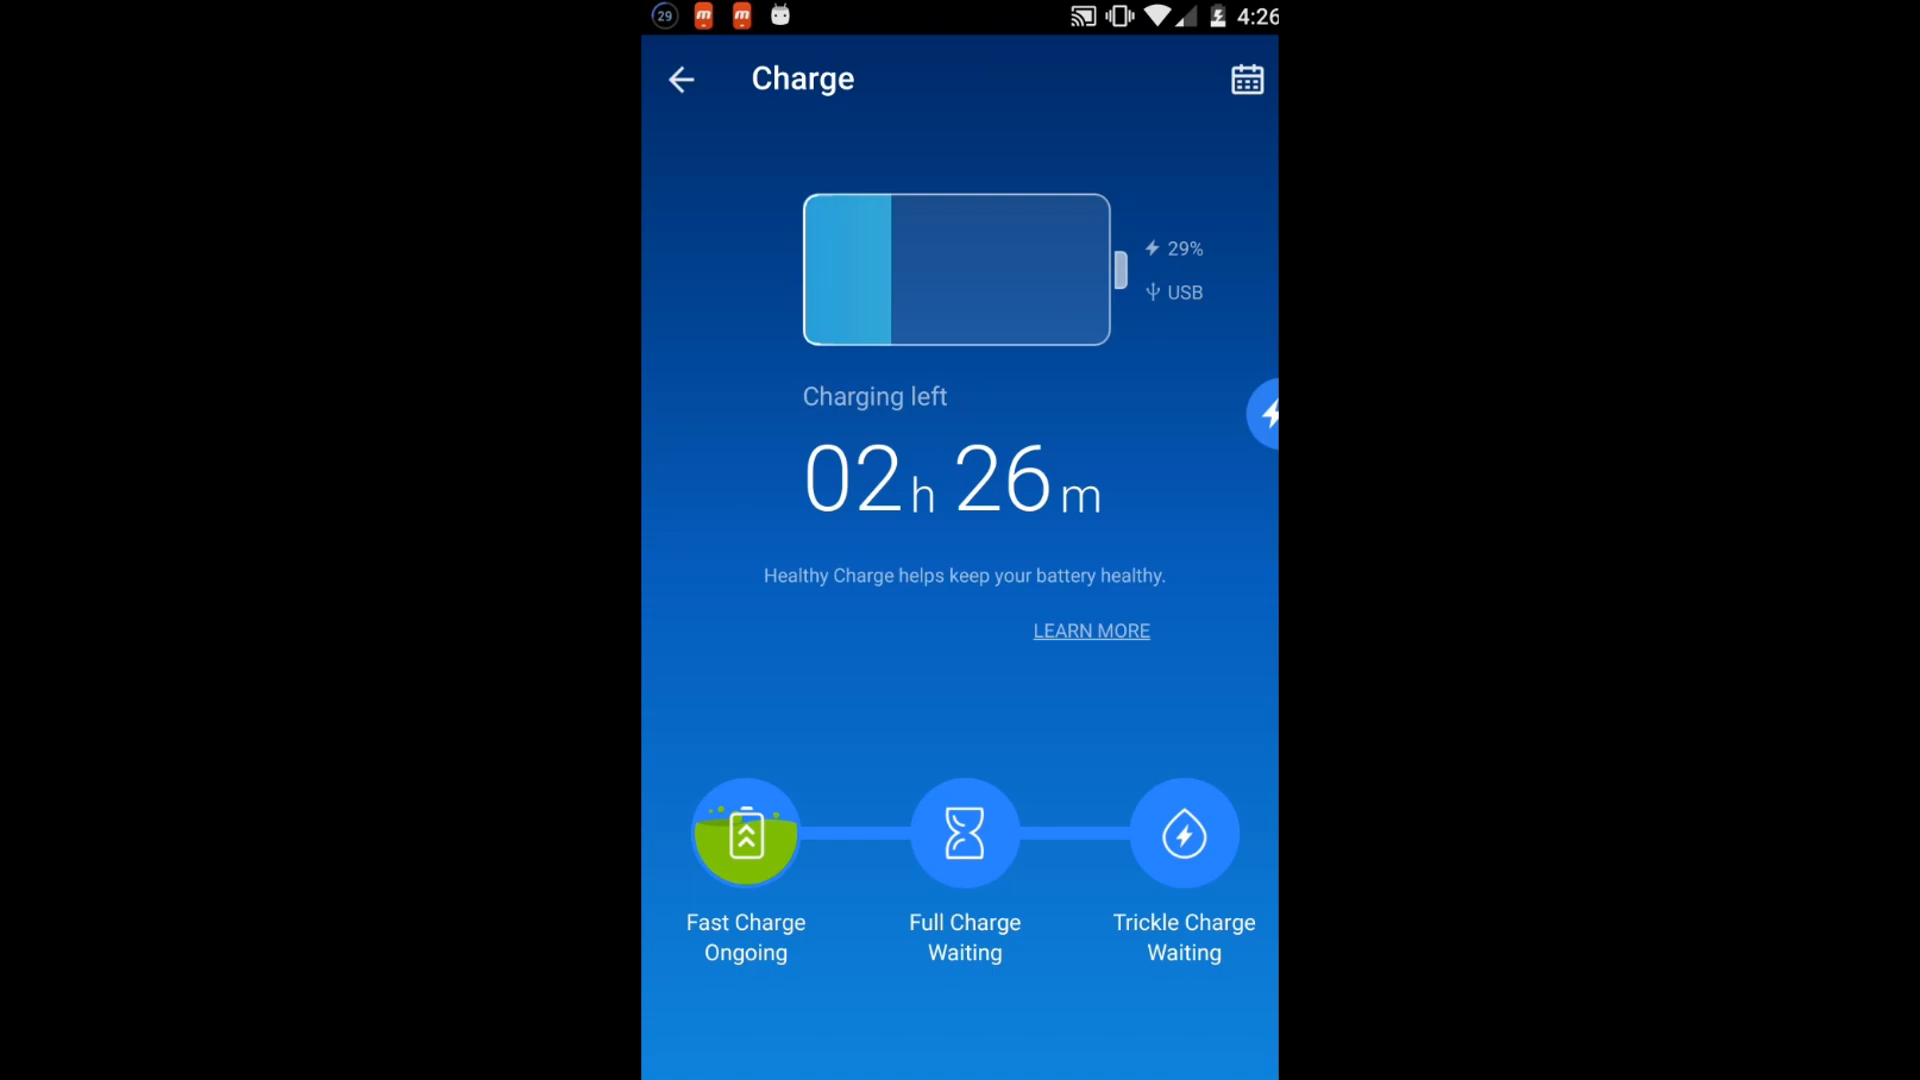 29 m m 4:26
Charge
29%
USB
Charging left
02h 26m
Healthy Charge helps keep your battery healthy.
LEARN MORE
Fast Charge
Ongoing
Full Charge
Waiting
Trickle Charge
Waiting